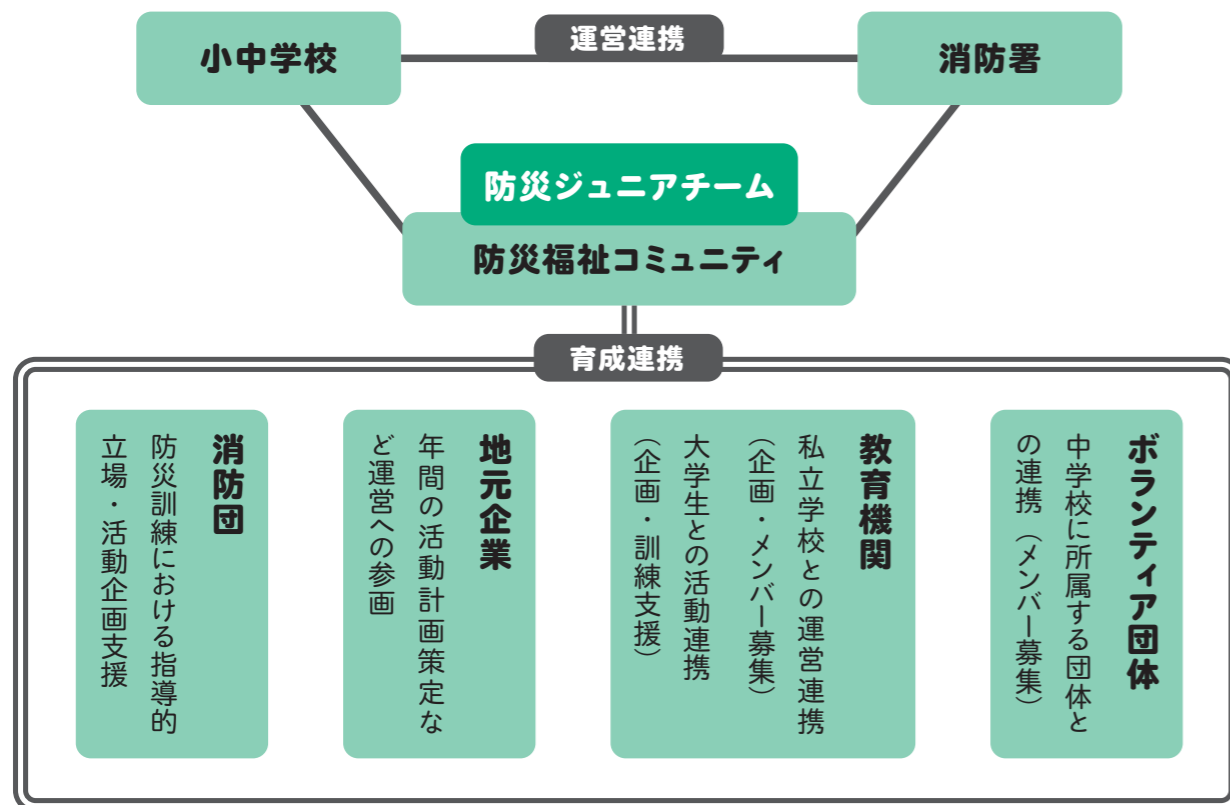 小中学校
運営連携
消防署
防災ジュニアチーム
防災福祉コミュニティ
育成連携
消防団
防災訓練における指導的
立場・活動企画支援
地元企業
年間の活動計画策定な
ど運営への参画
教育機関
私立学校との運営連携
（企画・メンバー募集）
大学生との活動連携
（企画・訓練支援）
ボランティア団体
中学校に所属する団体と
の連携（メンバー募集）